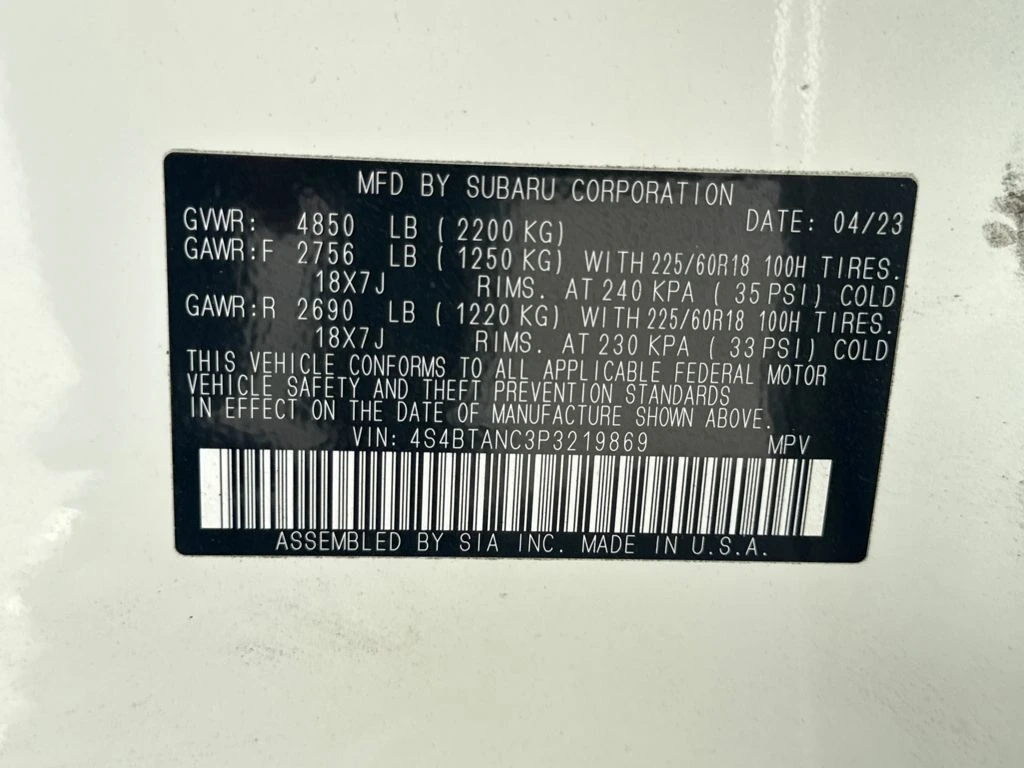 MFD BY SUBARU CORPORATION
GVWR: 4850 LB ( 2200 KG) DATE: 04/23
GAWR:F 2756 LB ( 1250 KG) WITH 225/60R18 100H TIRES.
18X7J RIMS. AT 240 KPA ( 35 PSI) COLD
GAWR:R 2690 LB ( 1220 KG) WITH 225/60R18 100H TIRES.
18X7J RIMS. AT 230 KPA ( 33 PSI) COLD
THIS VEHICLE CONFORMS TO ALL APPLICABLE FEDERAL MOTOR
VEHICLE SAFETY AND THEFT PREVENTION STANDARDS
IN EFFECT ON THE DATE OF MANUFACTURE SHOWN ABOVE.
VIN: 4S4BTANC3P3219869 MPV
ASSEMBLED BY SIA INC. MADE IN U.S.A.